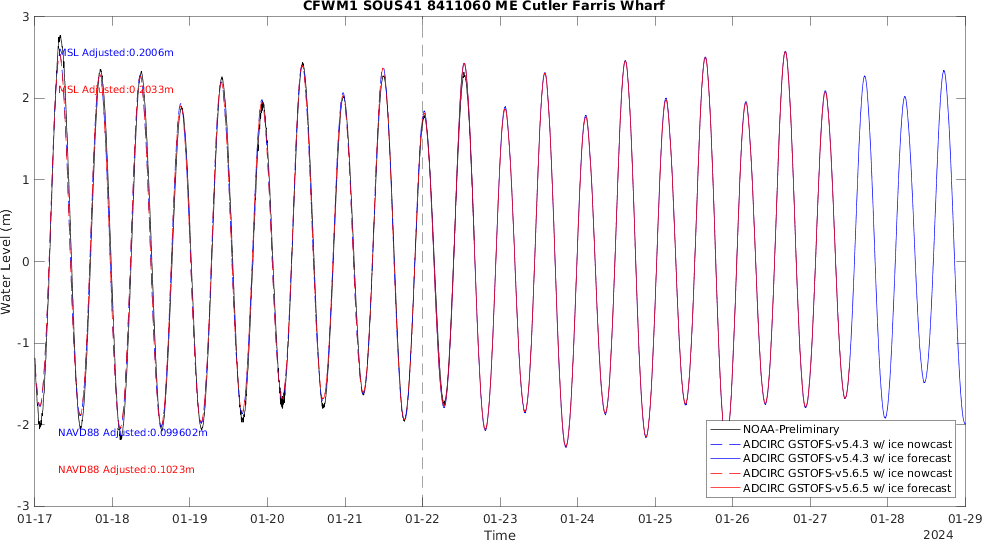 CFWM1 SOUS41 8411060 ME Cutler Farris Wharf
3
2
1
0
-1
-2
-3
Water Level (m)
MSL Adjusted:0.2006m
MSL Adjusted:0.2033m
NAVD88 Adjusted:0.099602m
NAVD88 Adjusted:0.1023m
NOAA-Preliminary
ADCIRC GSTOFS-v5.4.3 w/ ice nowcast
ADCIRC GSTOFS-v5.4.3 w/ ice forecast
ADCIRC GSTOFS-v5.6.5 w/ ice nowcast
ADCIRC GSTOFS-v5.6.5 w/ ice forecast
01-17 01-18 01-19 01-20 01-21 01-22 01-23 01-24 01-25 01-26 01-27 01-28 01-29
Time
2024